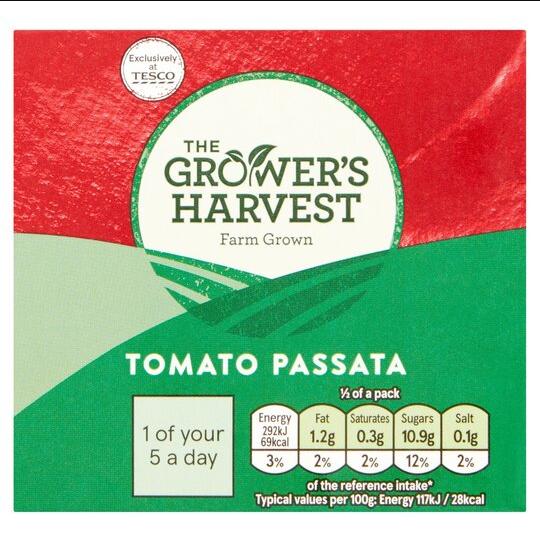 Exclusively
at
TESCO
THE
GROWER'S
HARVEST
Farm Grown
TOMATO PASSATA
1 of your
5 a day
½ of a pack
Energy
292kJ
69kcal
3%
Fat
1.2g
2%
Saturates
0.3g
2%
Sugars
10.9g
12%
Salt
0.1g
2%
of the reference intake*
Typical values per 100g: Energy 117kJ / 28kcal